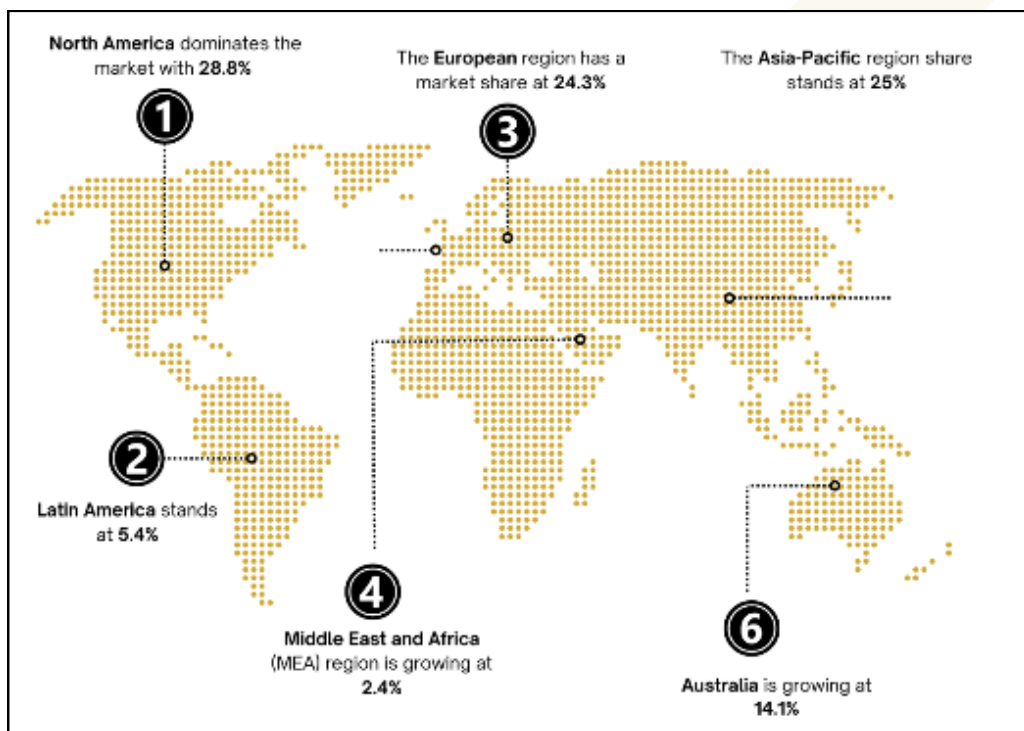 North America dominates the
market with 28.8%
1
The European region has a
market share at 24.3%
3
The Asia-Pacific region share
stands at 25%
2
Latin America stands
at 5.4%
4
Middle East and Africa
(MEA) region is growing at
2.4%
6
Australia is growing at
14.1%